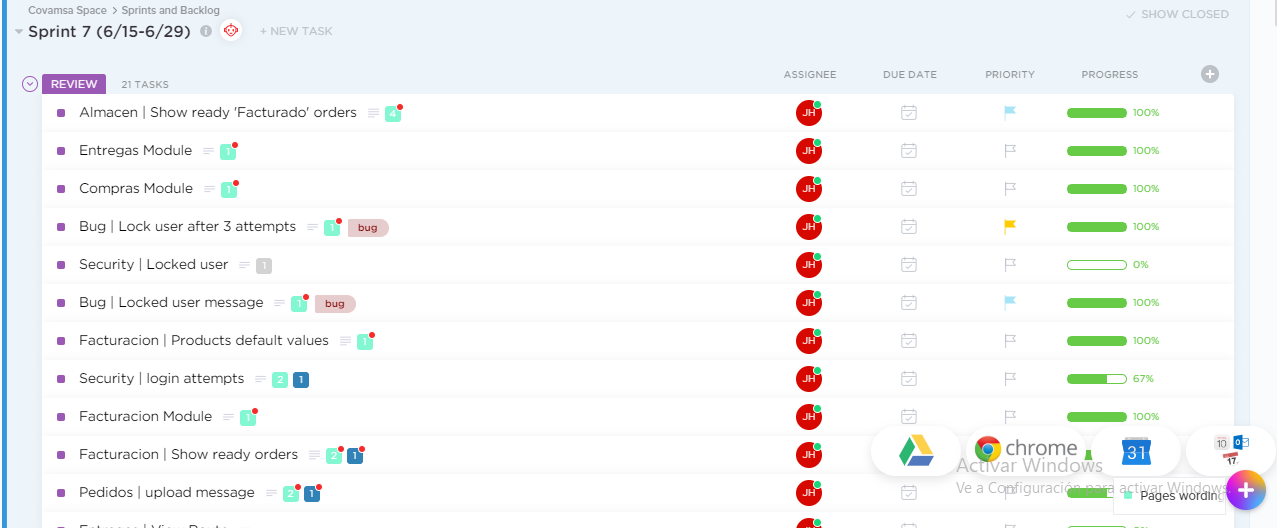 Covamsa Space > Sprints and Backlog
Sprint 7 (6/15-6/29) + NEW TASK
SHOW CLOSED
REVIEW 21 TASKS ASSIGNEE DUE DATE PRIORITY PROGRESS
Almacen | Show ready 'Facturado' orders 4 JH 100%
Entregas Module 1 JH 100%
Compras Module 1 JH 100%
Bug | Lock user after 3 attempts 1 bug JH 100%
Security | Locked user 1 JH 0%
Bug | Locked user message 1 bug JH 100%
Facturacion | Products default values 1 JH 100%
Security | login attempts 2 1 JH 67%
Facturacion Module 1 JH 100%
Facturacion | Show ready orders 2 1 JH
chrome 31 10 17
Activar Windows
Pedidos | upload message 2 1 JH
Ve a Configuración para activar Windows
Pages wording